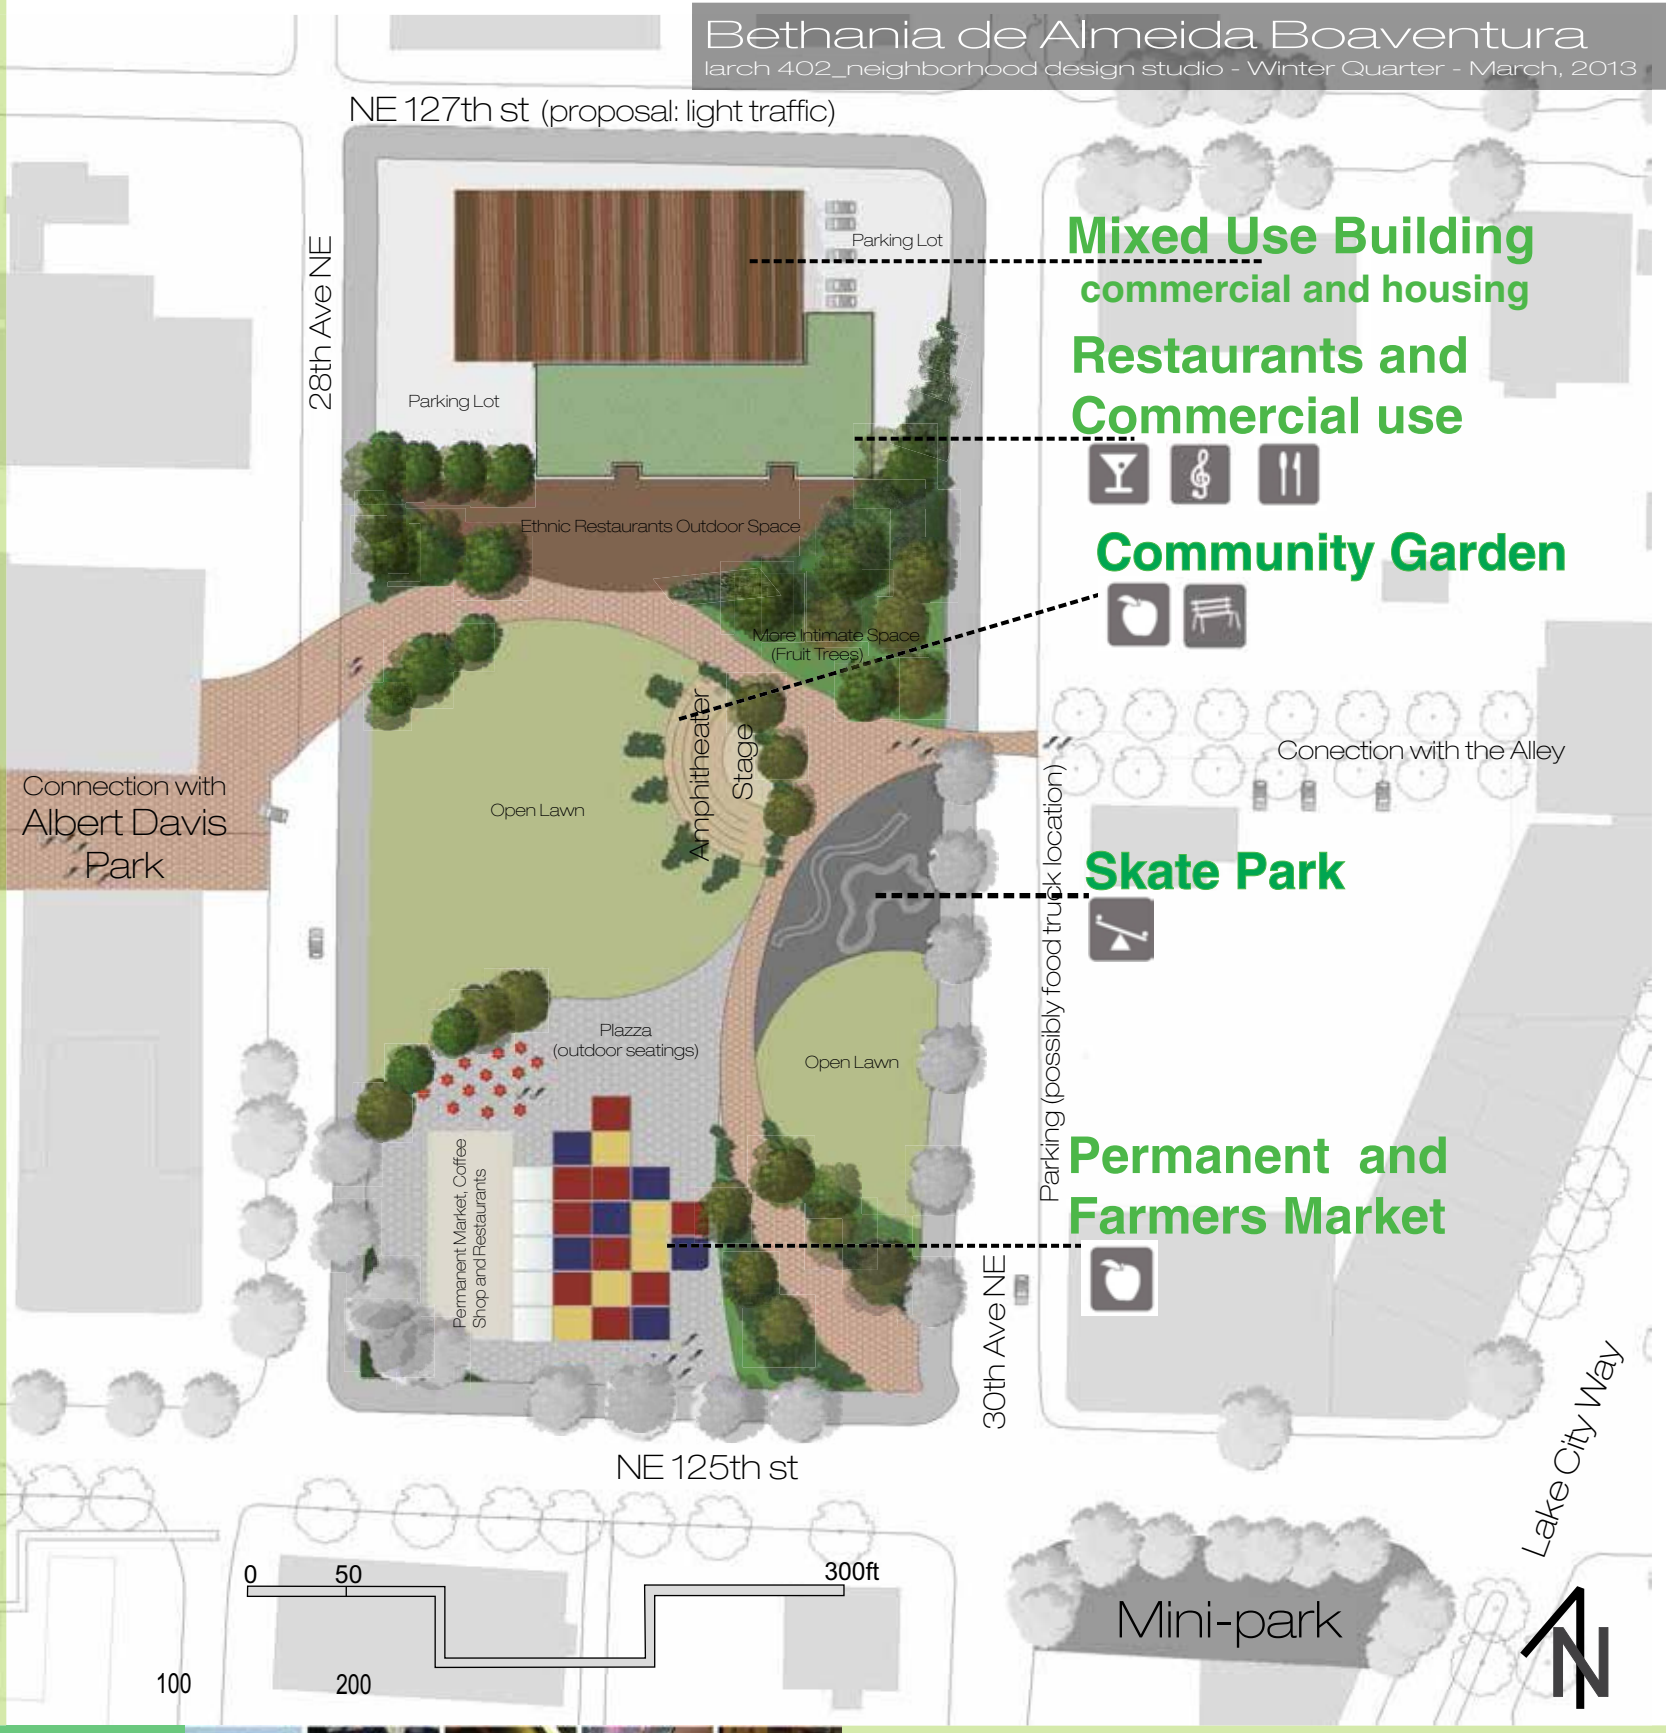 Bethania de Almeida Boaventura
larch 402_neighborhood design studio - Winter Quarter - March, 2013
NE 127th st (proposal: light traffic)
28th Ave NE
Parking Lot
Mixed Use Building
commercial and housing
Restaurants and
Commercial use
Parking Lot
Ethnic Restaurants Outdoor Space
Community Garden
More Intimate Space
(Fruit Trees)
Amphitheater
Stage
Conection with the Alley
Connection with
Albert Davis
Park
Open Lawn
Skate Park
Parking (possibly food truck location)
Plazza
(outdoor seatings)
Open Lawn
Permanent Market, Coffee
Shop and Restaurants
Permanent and
Farmers Market
30th Ave NE
Lake City Way
NE 125th st
0 50 300ft
100 200
Mini-park
N